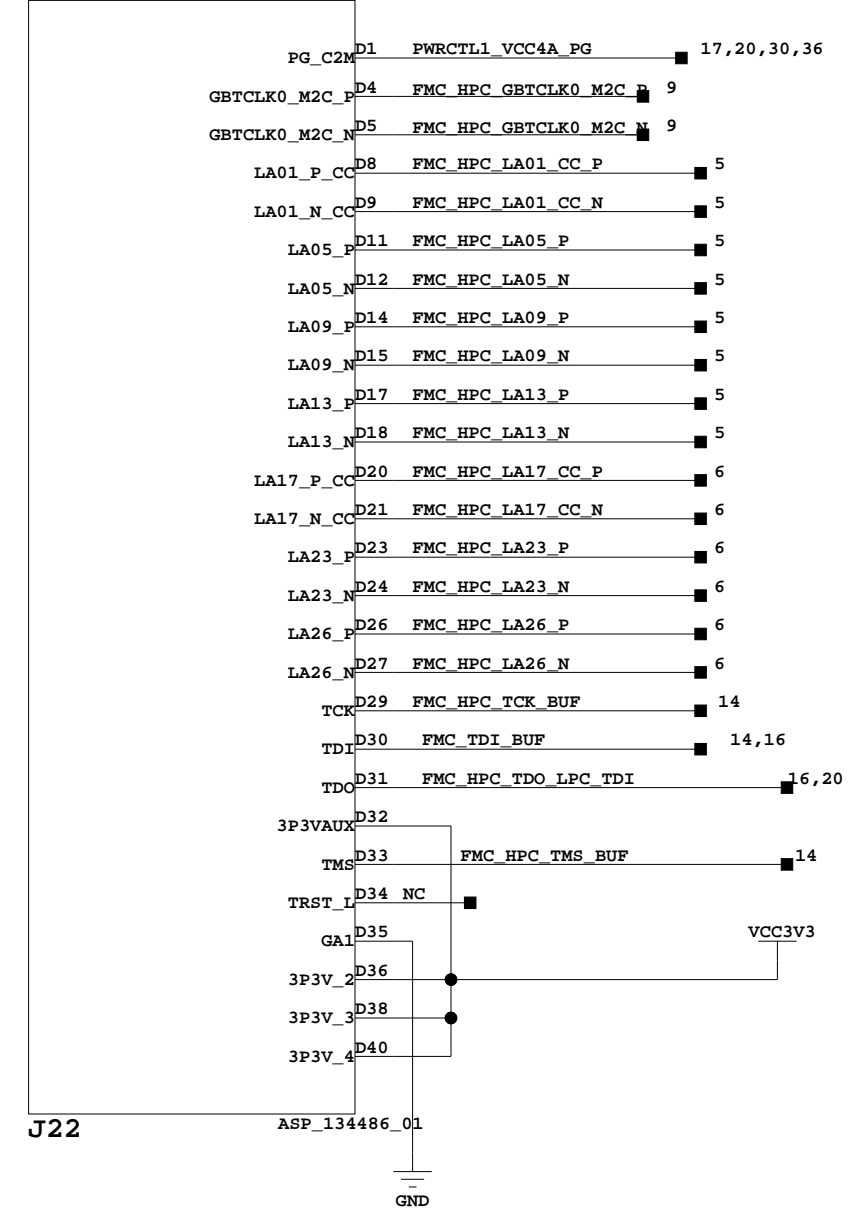 PG_C2M D1 PWRCTL1_VCC4A_PG 17,20,30,36
GBTCLK0_M2C_P D4 FMC_HPC_GBTCLK0_M2C_P 9
GBTCLK0_M2C_N D5 FMC_HPC_GBTCLK0_M2C_N 9
LA01_P_CC D8 FMC_HPC_LA01_CC_P 5
LA01_N_CC D9 FMC_HPC_LA01_CC_N 5
LA05_P D11 FMC_HPC_LA05_P 5
LA05_N D12 FMC_HPC_LA05_N 5
LA09_P D14 FMC_HPC_LA09_P 5
LA09_N D15 FMC_HPC_LA09_N 5
LA13_P D17 FMC_HPC_LA13_P 5
LA13_N D18 FMC_HPC_LA13_N 5
LA17_P_CC D20 FMC_HPC_LA17_CC_P 6
LA17_N_CC D21 FMC_HPC_LA17_CC_N 6
LA23_P D23 FMC_HPC_LA23_P 6
LA23_N D24 FMC_HPC_LA23_N 6
LA26_P D26 FMC_HPC_LA26_P 6
LA26_N D27 FMC_HPC_LA26_N 6
TCK D29 FMC_HPC_TCK_BUF 14
TDI D30 FMC_TDI_BUF 14,16
TDO D31 FMC_HPC_TDO_LPC_TDI 16,20
3P3VAUX D32
TMS D33 FMC_HPC_TMS_BUF 14
TRST_L D34 NC
GA1 D35 VCC3V3
3P3V_2 D36
3P3V_3 D38
3P3V_4 D40
J22 ASP_134486_01
GND